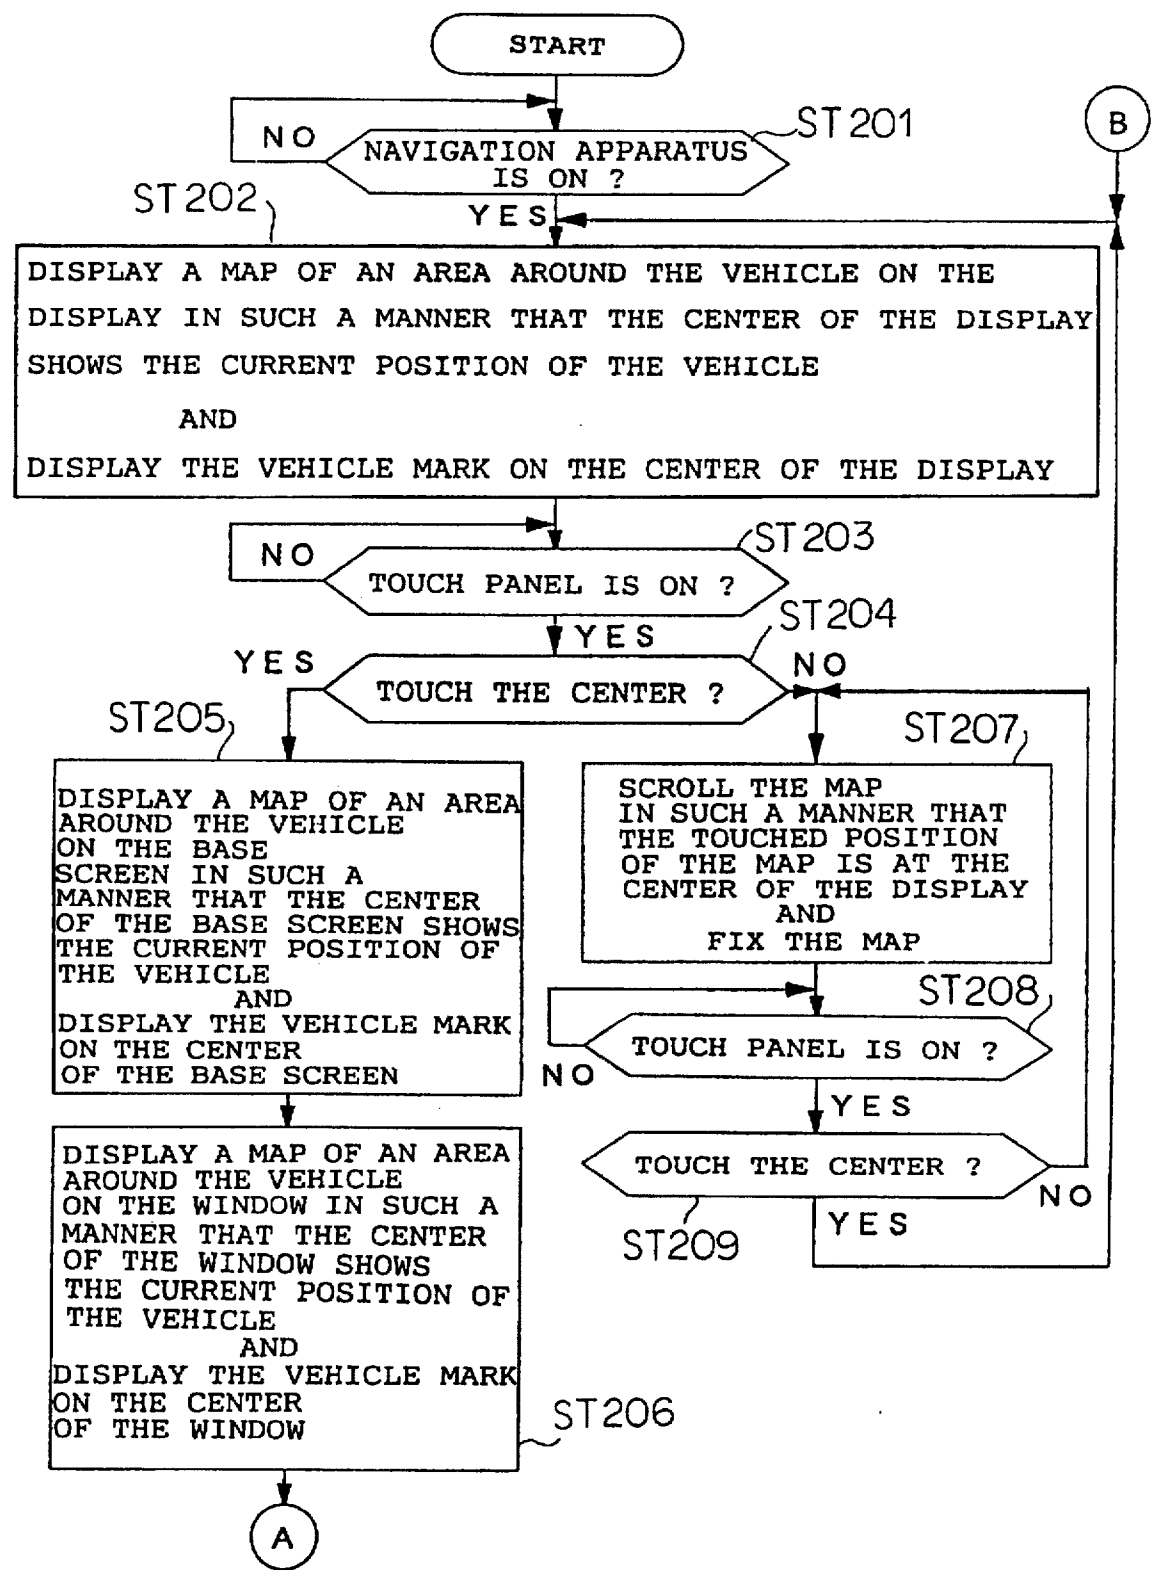 START
NO
ST201
B
NAVIGATION APPARATUS
IS ON ?
ST202
YES
DISPLAY A MAP OF AN AREA AROUND THE VEHICLE ON THE
DISPLAY IN SUCH A MANNER THAT THE CENTER OF THE DISPLAY
SHOWS THE CURRENT POSITION OF THE VEHICLE
AND
DISPLAY THE VEHICLE MARK ON THE CENTER OF THE DISPLAY
NO
ST203
TOUCH PANEL IS ON ?
YES
ST204
YES
NO
TOUCH THE CENTER ?
ST205
DISPLAY A MAP OF AN AREA
AROUND THE VEHICLE
ON THE BASE
SCREEN IN SUCH A
MANNER THAT THE CENTER
OF THE BASE SCREEN SHOWS
THE CURRENT POSITION OF
THE VEHICLE
AND
DISPLAY THE VEHICLE MARK
ON THE CENTER
OF THE BASE SCREEN
ST207
SCROLL THE MAP
IN SUCH A MANNER THAT
THE TOUCHED POSITION
OF THE MAP IS AT THE
CENTER OF THE DISPLAY
AND
FIX THE MAP
ST208
TOUCH PANEL IS ON ?
NO
YES
TOUCH THE CENTER ?
NO
YES
ST209
DISPLAY A MAP OF AN AREA
AROUND THE VEHICLE
ON THE WINDOW IN SUCH A
MANNER THAT THE CENTER
OF THE WINDOW SHOWS
THE CURRENT POSITION OF
THE VEHICLE
AND
DISPLAY THE VEHICLE MARK
ON THE CENTER
OF THE WINDOW
ST206
A